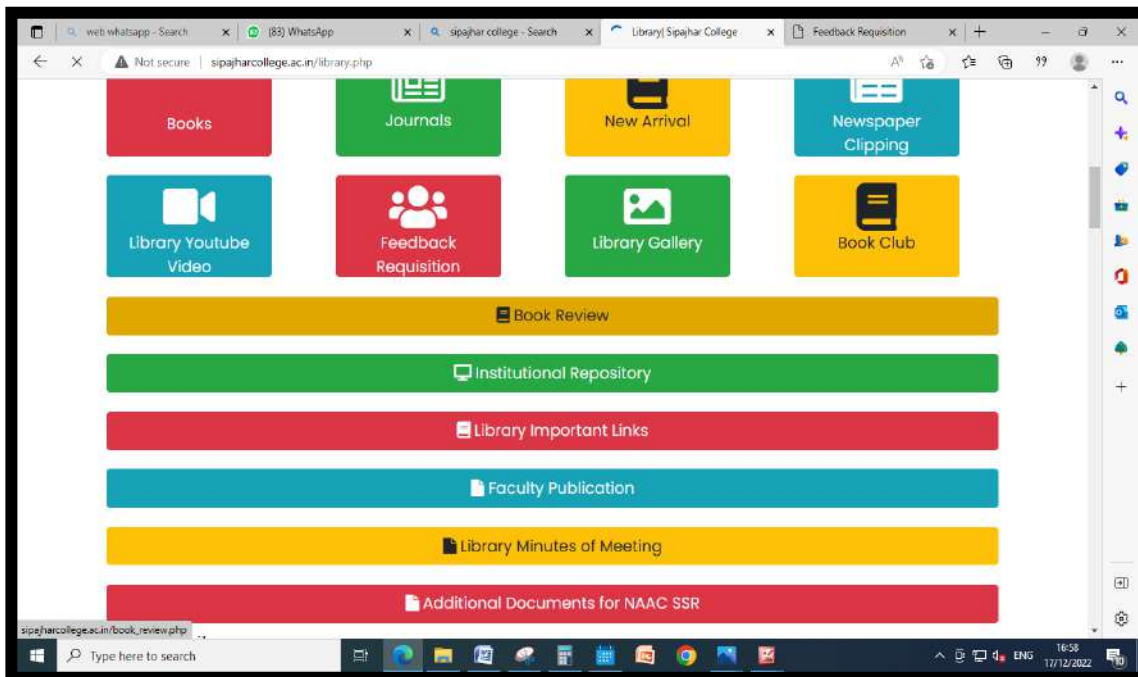 web whatsapp - Search
(83) WhatsApp
sipajhar college - Search
Library| Sipajhar College
Feedback Requisition
Not secure | sipajharcollege.ac.in/library.php
Books
Journals
New Arrival
Newspaper
Clipping
Library Youtube
Video
Feedback
Requisition
Library Gallery
Book Club
Book Review
Institutional Repository
Library Important Links
Faculty Publication
Library Minutes of Meeting
Additional Documents for NAAC SSR
sipajharcollege.ac.in/book_review.php
Type here to search
ENG
16:58
17/12/2022